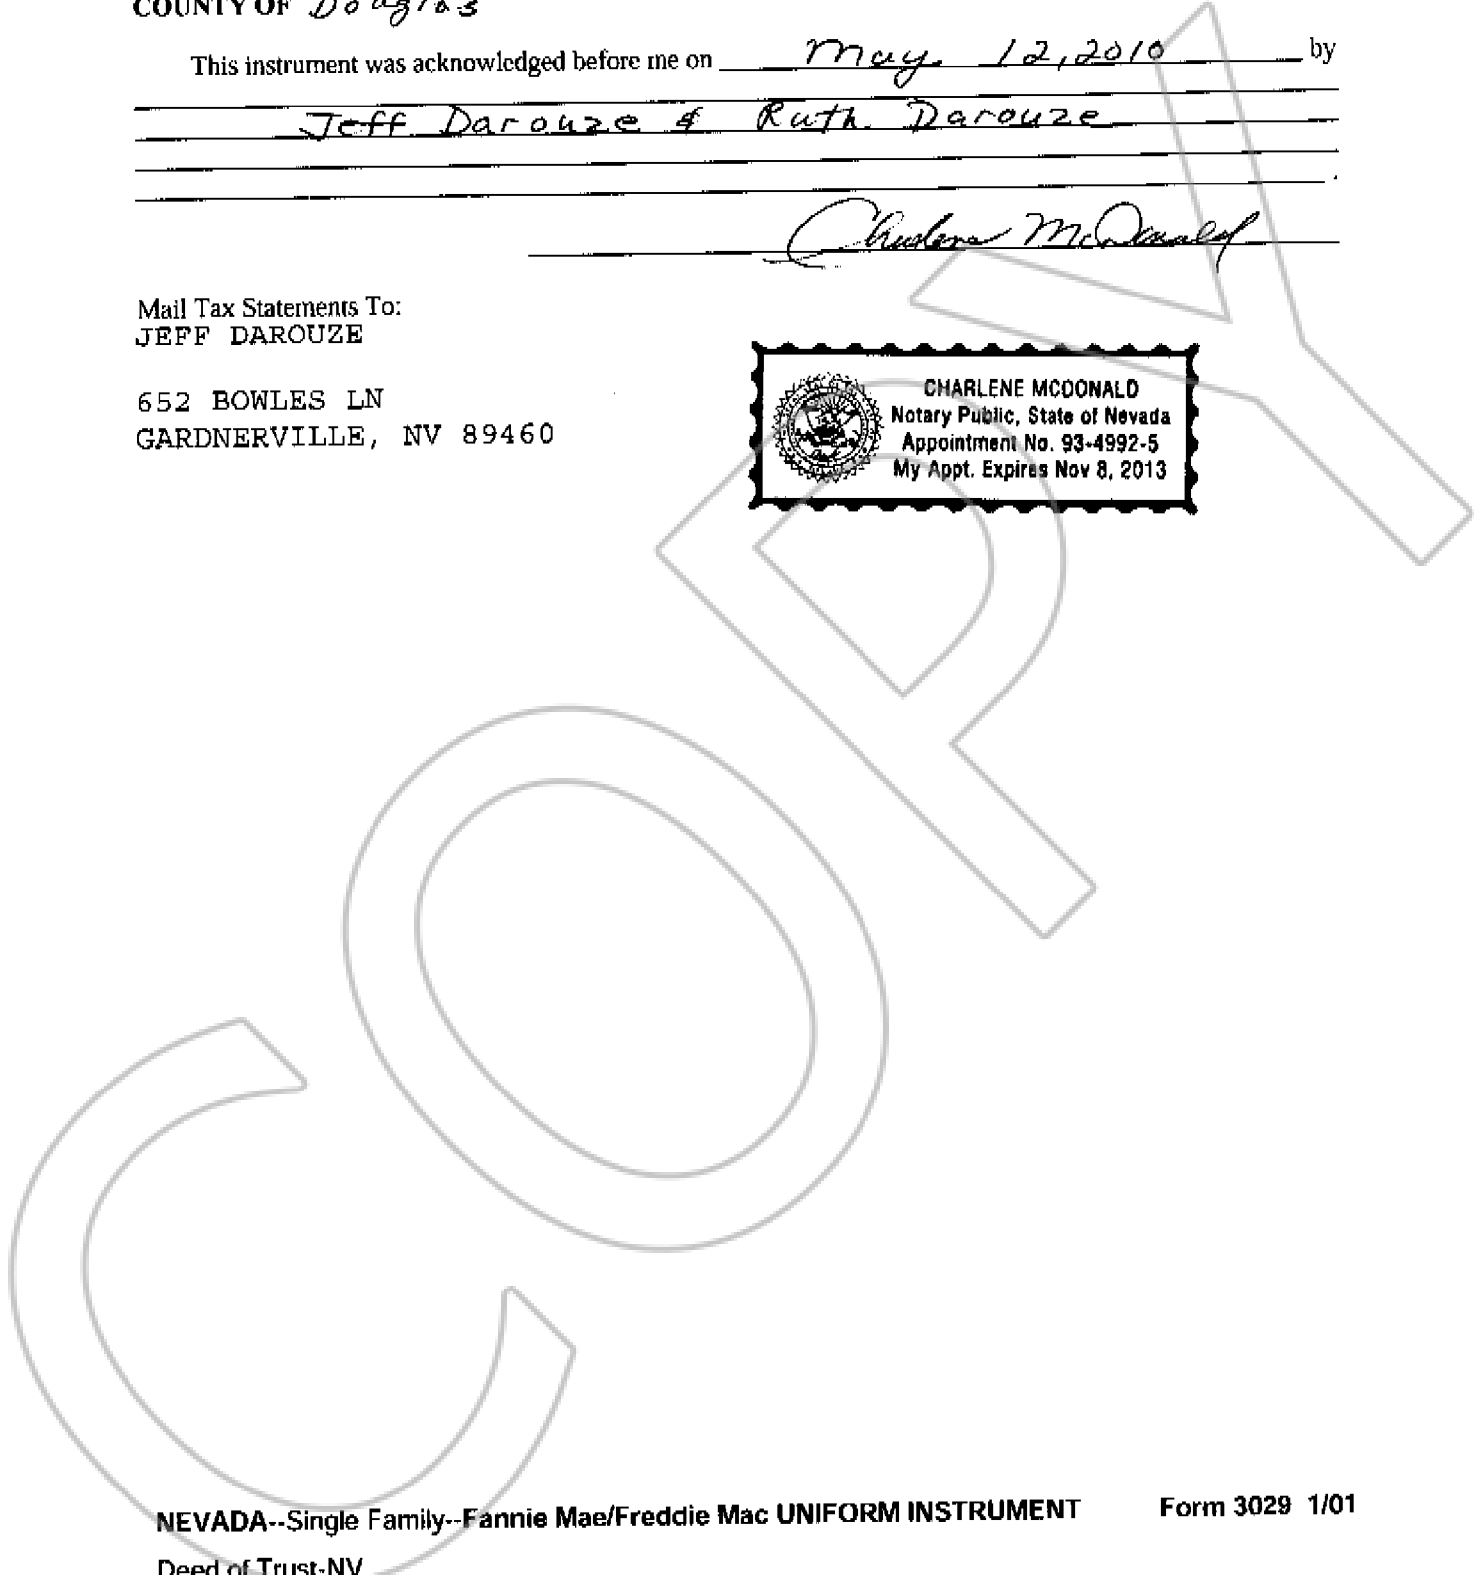 COUNTY OF Douglas
This instrument was acknowledged before me on May 12, 2010 by
Jeff Darouze & Ruth Darouze
Charlene McDonald
Mail Tax Statements To:
JEFF DAROUZE
652 BOWLES LN
GARDNERVILLE, NV 89460
CHARLENE MCDONALD
Notary Public, State of Nevada
Appointment No. 93-4992-5
My Appt. Expires Nov 8, 2013
COPY
NEVADA--Single Family--Fannie Mae/Freddie Mac UNIFORM INSTRUMENT Form 3029 1/01
Deed of Trust-NV